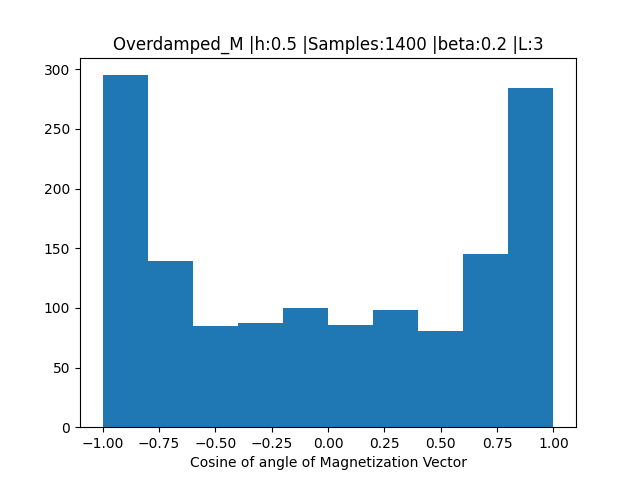 Overdamped_M |h:0.5 |Samples:1400 |beta:0.2 |L:3
300
250
200
150
100
50
0
−1.00 −0.75 −0.50 −0.25 0.00 0.25 0.50 0.75 1.00
Cosine of angle of Magnetization Vector